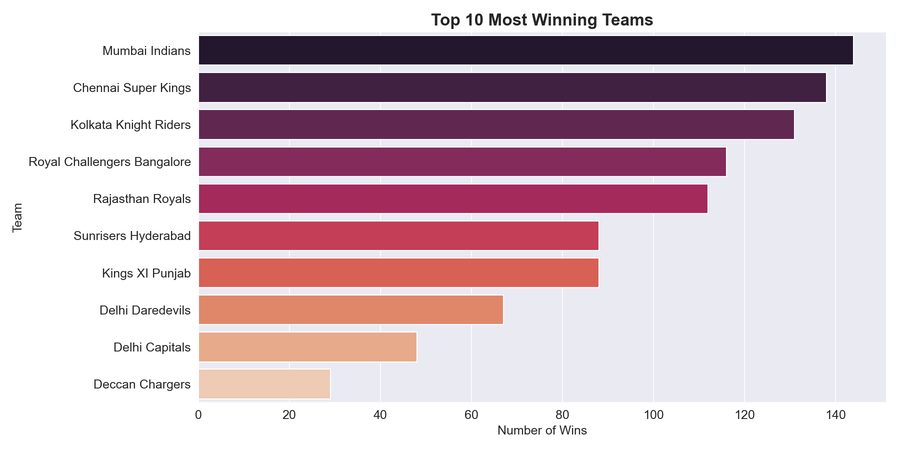 Top 10 Most Winning Teams
Mumbai Indians
Chennai Super Kings
Kolkata Knight Riders
Royal Challengers Bangalore
Rajasthan Royals
Sunrisers Hyderabad
Kings XI Punjab
Delhi Daredevils
Delhi Capitals
Deccan Chargers
Team
0 20 40 60 80 100 120 140
Number of Wins